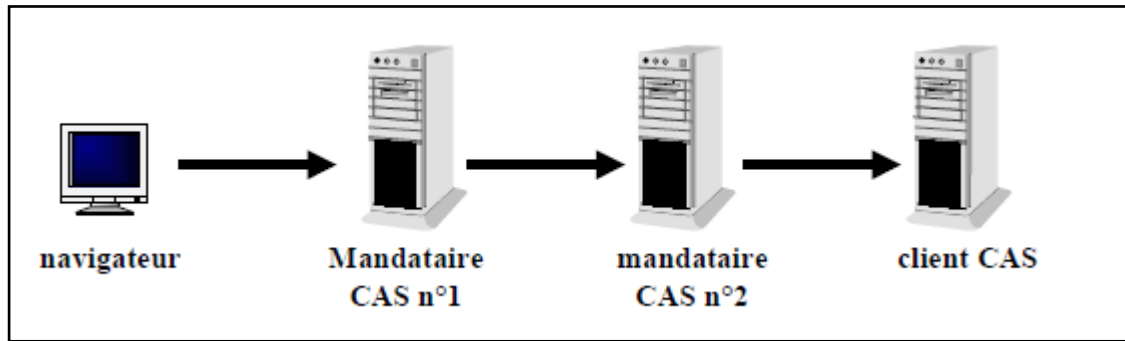 navigateur
Mandataire
CAS n°1
mandataire
CAS n°2
client CAS